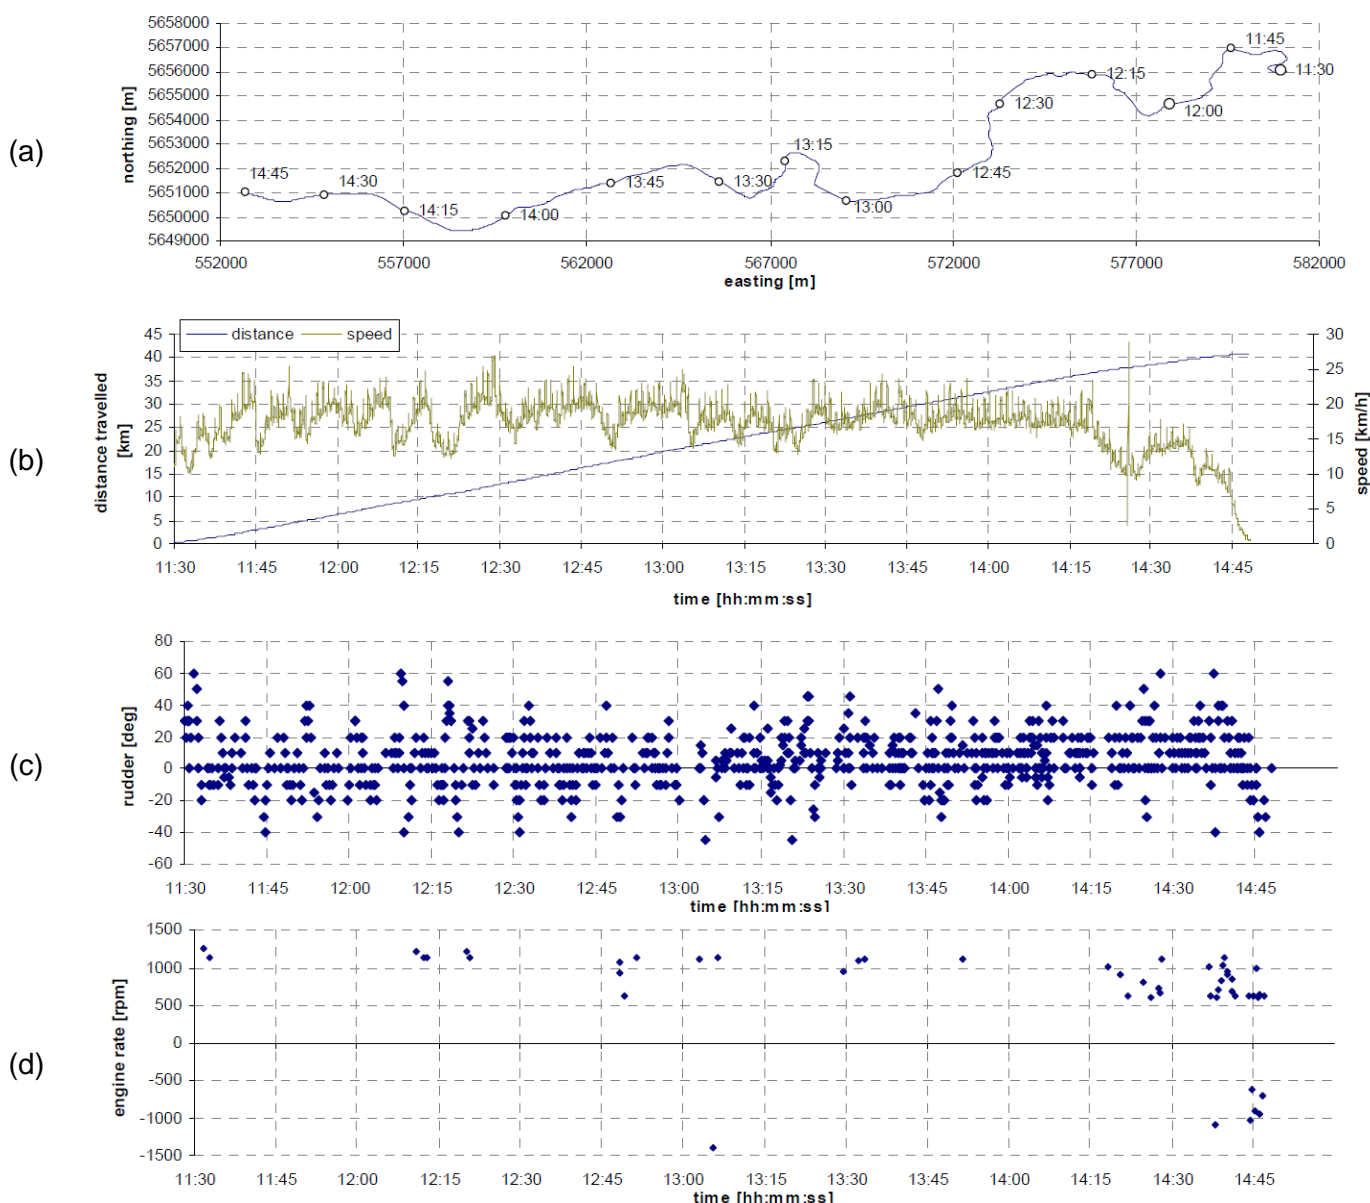 (a)
northing [m]
5658000
5657000
5656000
5655000
5654000
5653000
5652000
5651000
5650000
5649000
11:45
11:30
12:15
12:30
12:00
13:15
14:45
14:30
13:45
13:30
12:45
14:15
14:00
13:00
552000 557000 562000 567000 572000 577000 582000
easting [m]
(b)
distance speed
distance travelled
[km]
45
40
35
30
25
20
15
10
5
0
30
25
20
15
10
5
0
speed [km/h]
11:30 11:45 12:00 12:15 12:30 12:45 13:00 13:15 13:30 13:45 14:00 14:15 14:30 14:45
time [hh:mm:ss]
(c)
rudder [deg]
80
60
40
20
0
-20
-40
-60
11:30 11:45 12:00 12:15 12:30 12:45 13:00 13:15 13:30 13:45 14:00 14:15 14:30 14:45
time [hh:mm:ss]
(d)
engine rate [rpm]
1500
1000
500
0
-500
-1000
-1500
11:30 11:45 12:00 12:15 12:30 12:45 13:00 13:15 13:30 13:45 14:00 14:15 14:30 14:45
time [hh:mm:ss]